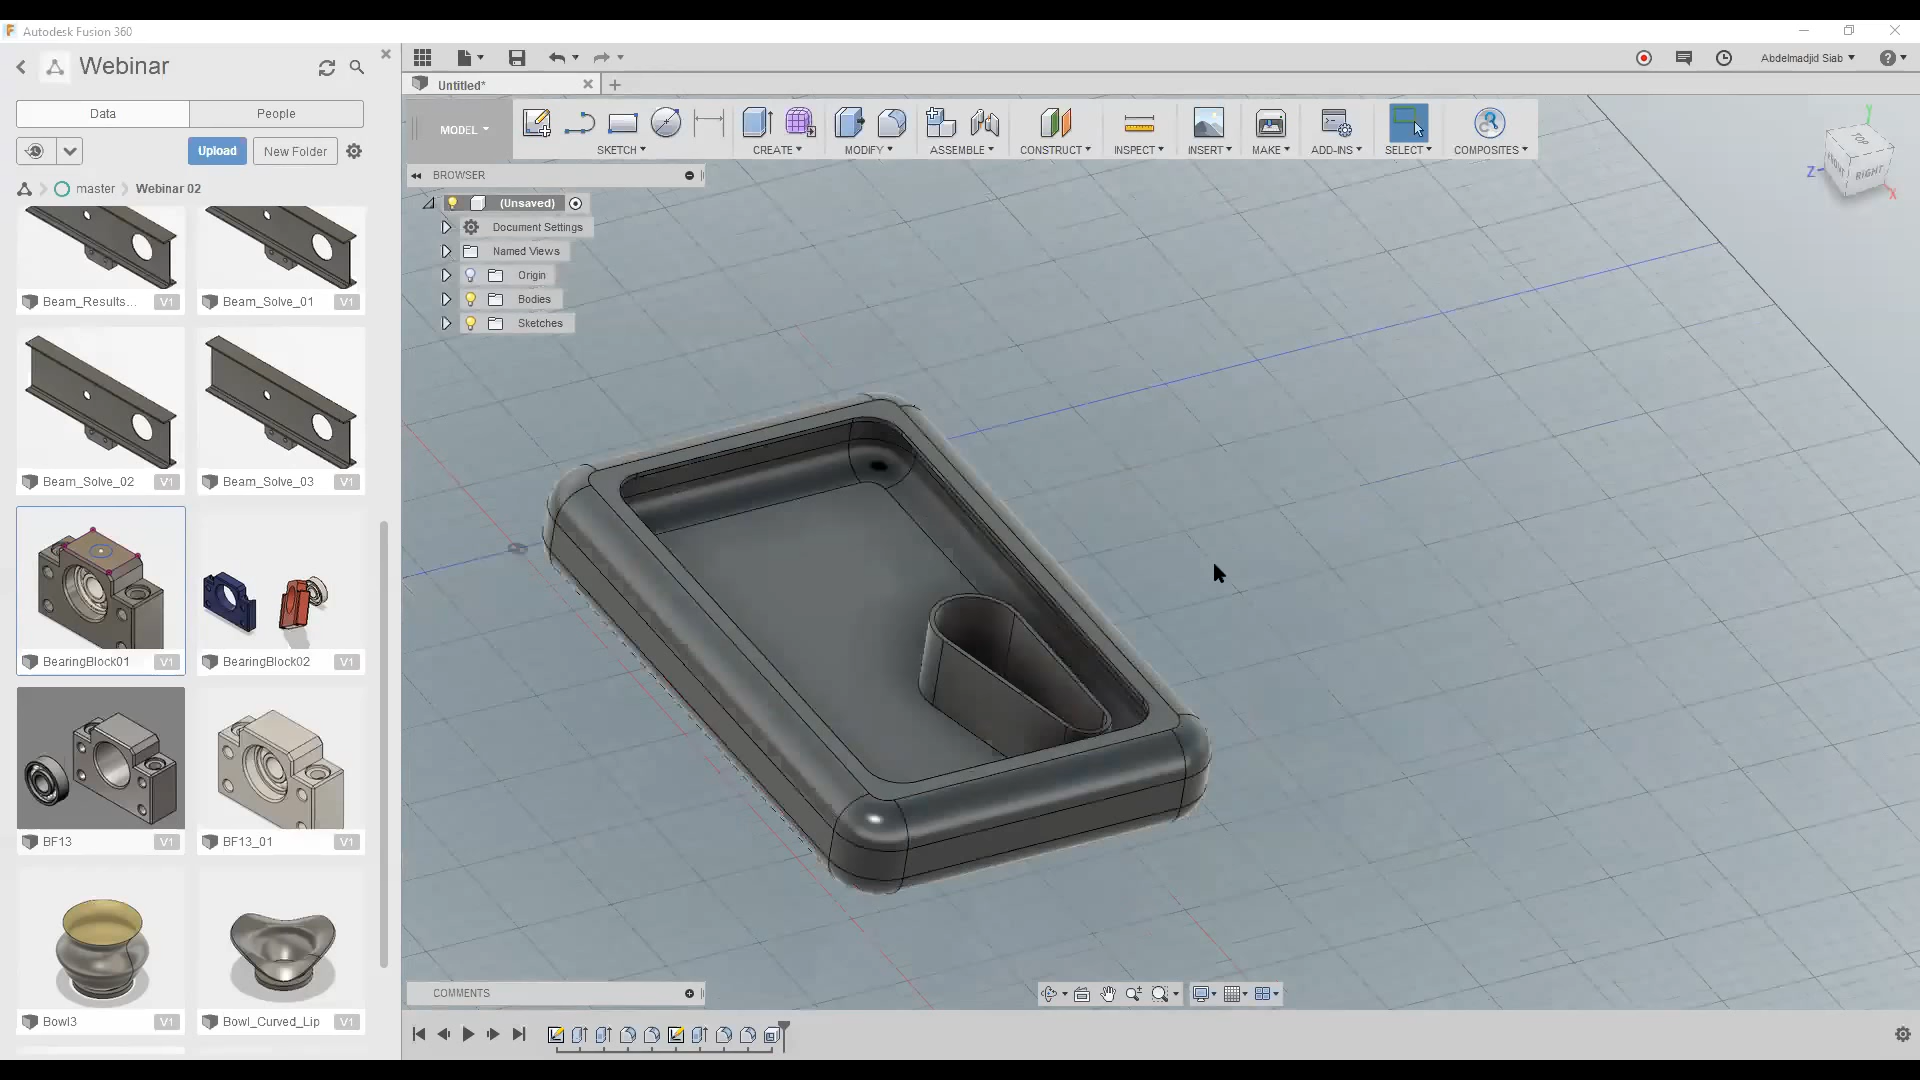 Autodesk Fusion 360
Webinar
Data
People
Upload
New Folder
master
Webinar 02
Beam_Results...
V1
Beam_Solve_01
V1
Beam_Solve_02
V1
Beam_Solve_03
V1
BearingBlock01
V1
BearingBlock02
V1
BF13
V1
BF13_01
V1
Bowl3
V1
Bowl_Curved_Lip
V1
Abdelmadjid Siab
Untitled*
MODEL
SKETCH
CREATE
MODIFY
ASSEMBLE
CONSTRUCT
INSPECT
INSERT
MAKE
ADD-INS
SELECT
COMPOSITES
BROWSER
(Unsaved)
Document Settings
Named Views
Origin
Bodies
Sketches
Y
Z
X
TOP
RIGHT
COMMENTS